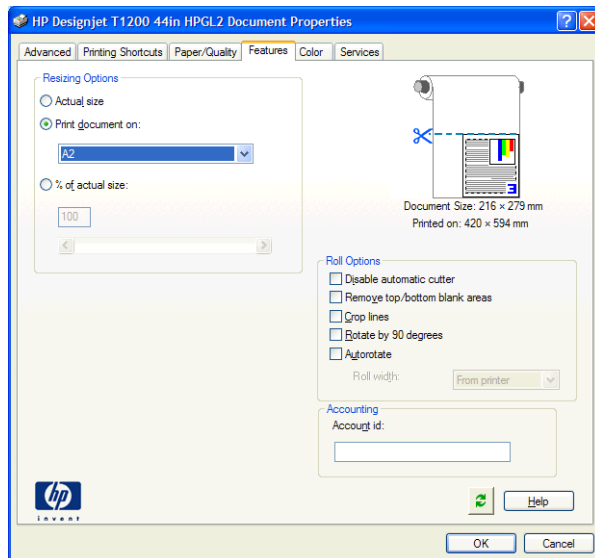 HP Designjet T1200 44in HPGL2 Document Properties
Advanced Printing Shortcuts Paper/Quality Features Color Services
Resizing Options
Actual size
Print document on:
A2
% of actual size:
100
3
Document Size: 216 × 279 mm
Printed on: 420 × 594 mm
Roll Options
Disable automatic cutter
Remove top/bottom blank areas
Crop lines
Rotate by 90 degrees
Autorotate
Roll width: From printer
Accounting
Account id:
hp
invent
Help
OK Cancel